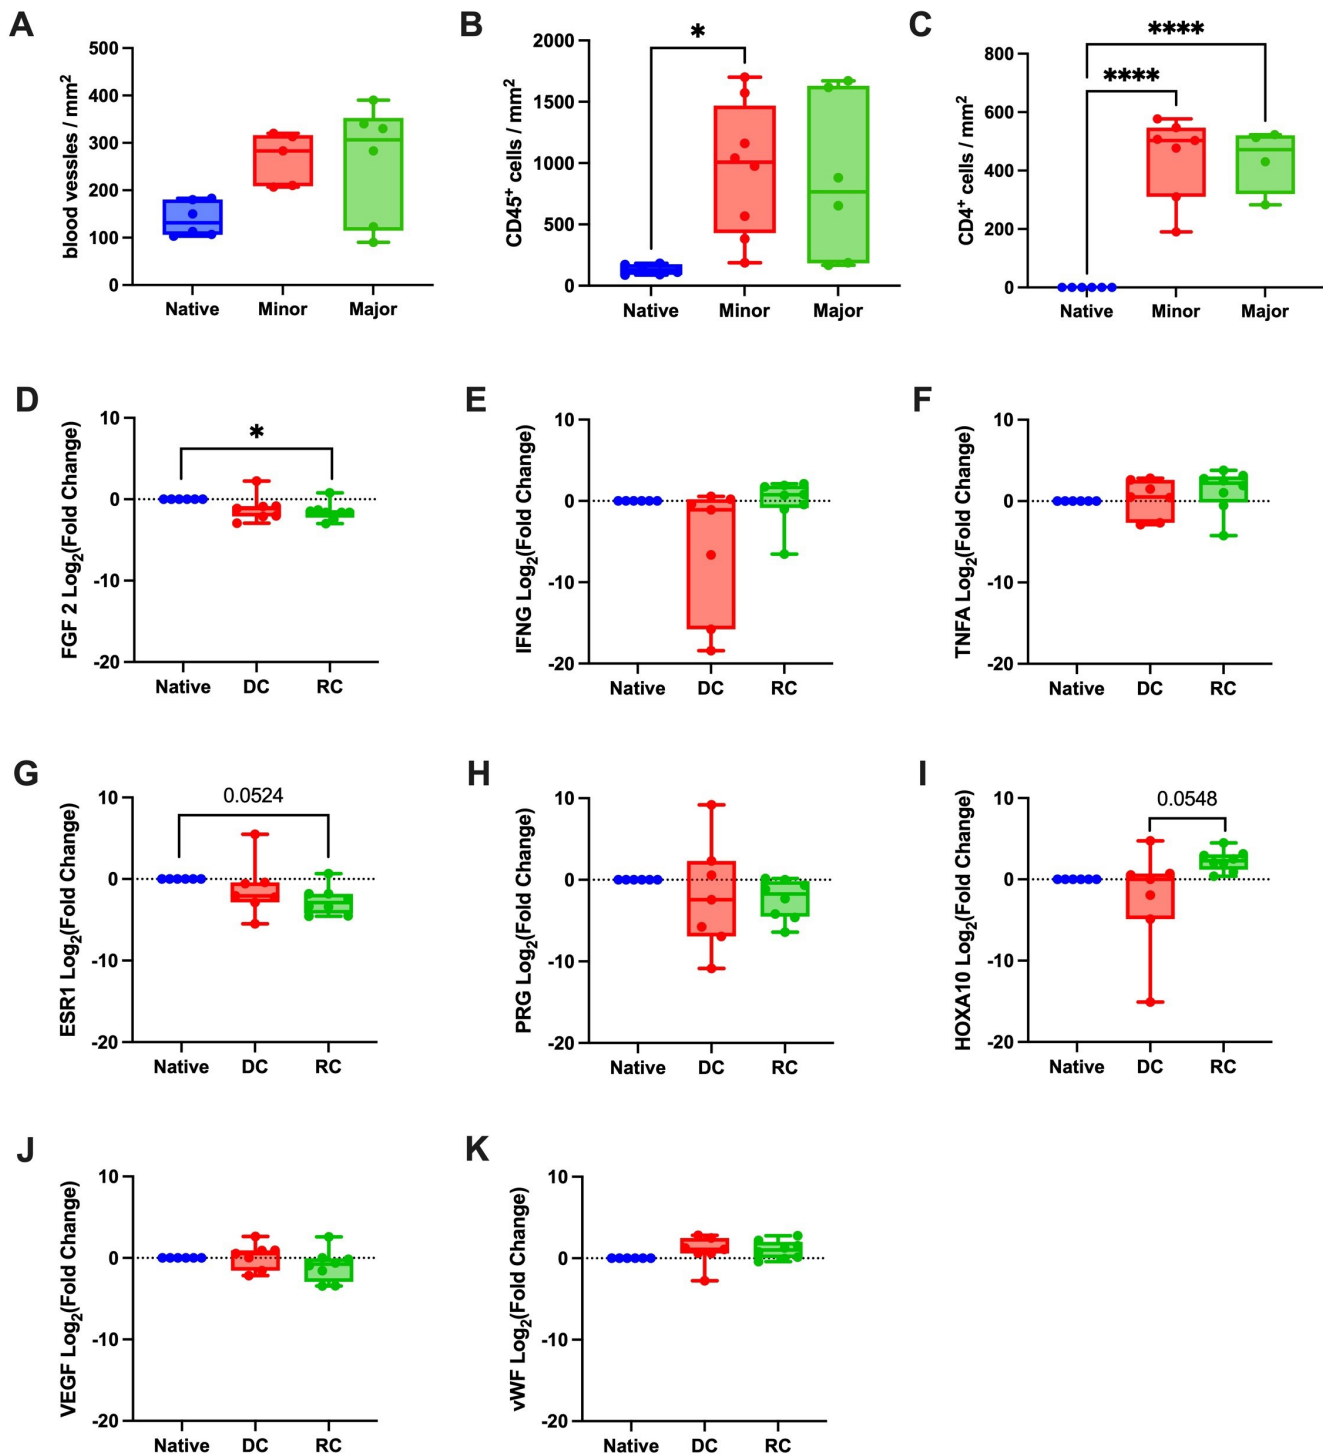 A
blood vessles / mm2
500
400
300
200
100
0
Native Minor Major
B
CD45+ cells / mm2
2000
1500
1000
500
0
*
Native Minor Major
C
CD4+ cells / mm2
800
600
400
200
0
****
****
Native Minor Major
D
FGF 2 Log2(Fold Change)
10
0
-10
-20
*
Native DC RC
E
IFNG Log2(Fold Change)
10
0
-10
-20
Native DC RC
F
TNFA Log2(Fold Change)
10
0
-10
-20
Native DC RC
G
ESR1 Log2(Fold Change)
10
0
-10
-20
0.0524
Native DC RC
H
PRG Log2(Fold Change)
10
0
-10
-20
Native DC RC
I
HOXA10 Log2(Fold Change)
10
0
-10
-20
0.0548
Native DC RC
J
VEGF Log2(Fold Change)
10
0
-10
-20
Native DC RC
K
vWF Log2(Fold Change)
10
0
-10
-20
Native DC RC